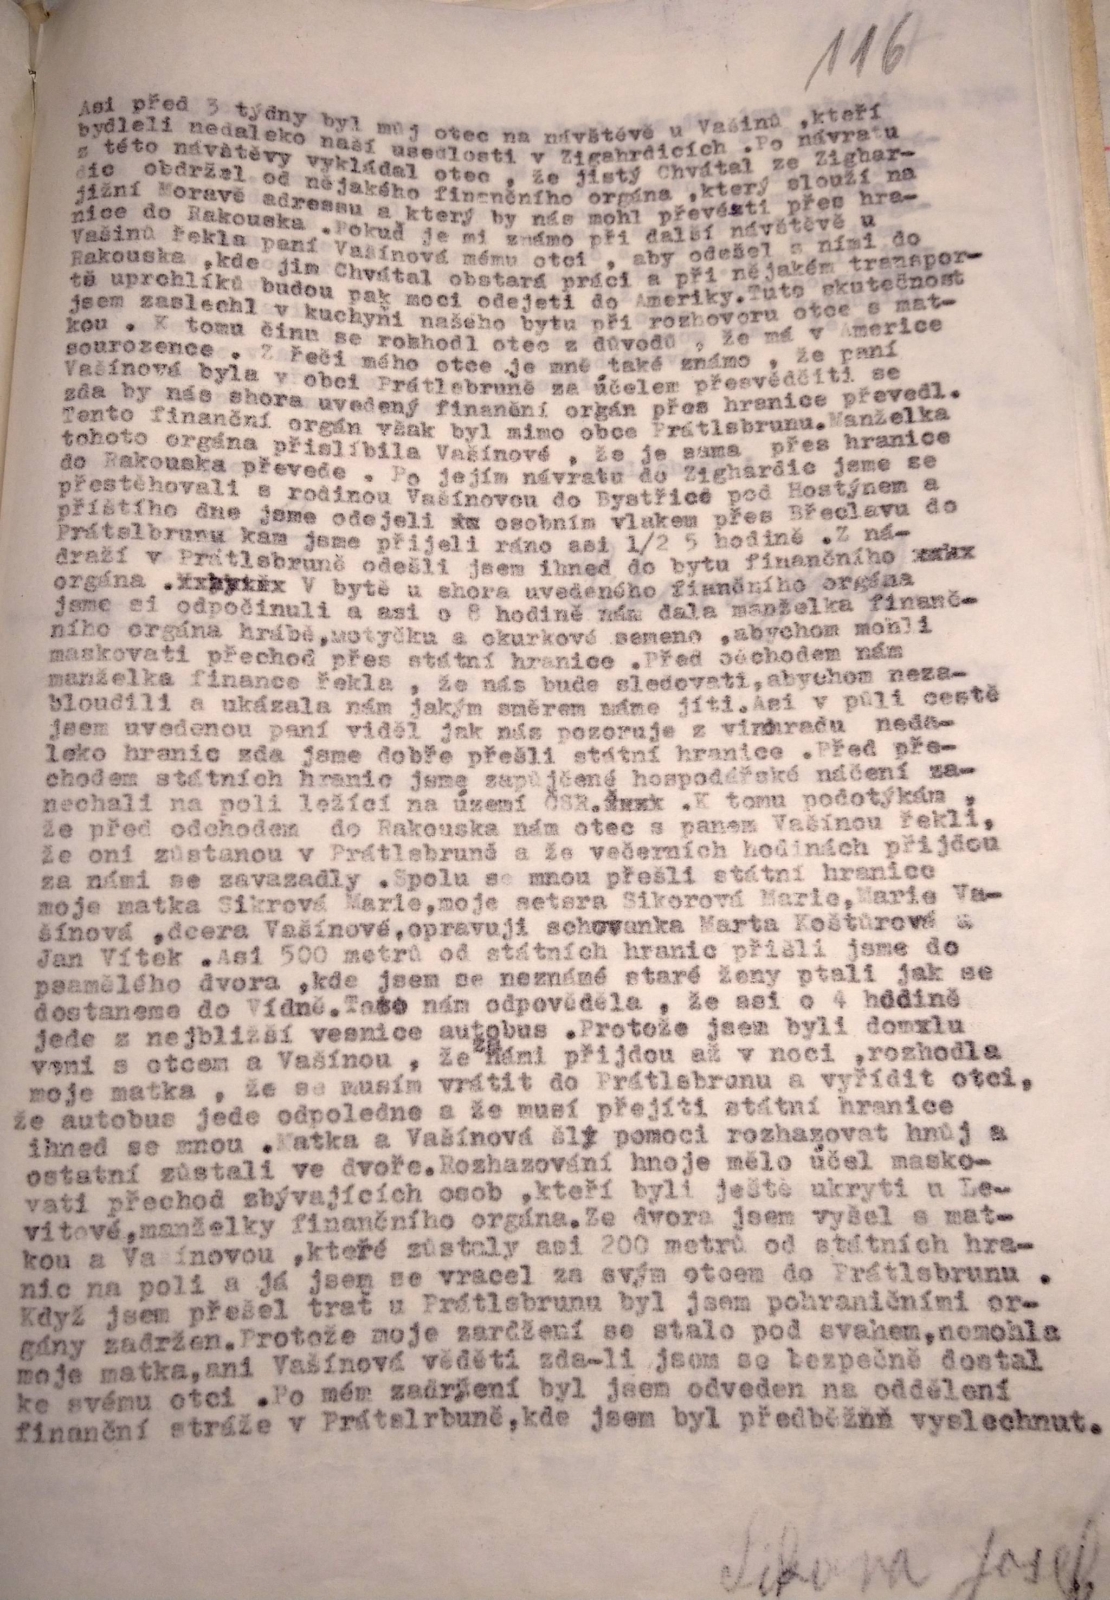 116
Asi před 3 týdny byl můj otec na návštěvě u Vašinů ,kteří
bydleli nedaleko naší usedlosti v Zigahrdicích .Po návratu
z této návštěvy vykládal otec , že jistý Chvátal ze Zighar-
dic obdržel od nějakého finančního orgána ,který slouží na
jižní Moravě adressu a který by nás mohl převésti přes hra-
nice do Rakouska .Pokud je mi známo při další návštěvě u
Vašinů řekla paní Vašínová mému otci , aby odešel s ními do
Rakouska ,kde jim Chvátal obstará práci a při nějakém transpor-
tě uprchlíků budou pak moci odejeti do Ameriky.Tuto skutečnost
jsem zaslechl v kuchyňi našeho bytu při rozhovoru otce s mat-
kou . K tomu činu se rozhodl otec z důvodů , že má v Americe
sourozence . Z řeči mého otce je mně také známo , že paní
Vašínová byla v obci Prátlsbruně za účelem přesvědčiti se
zda by nás shora uvedený finanční orgán přes hranice převedl.
Tento finanční orgán však byl mimo obce Prátlsbrunu.Manželka
tohoto orgána přislíbila Vašínové , že je sama přes hranice
do Rakouska převede . Po jejím návratu do Zighardic jsme se
přestěhovali s rodinou Vašínovou do Bystřice pod Hostýnem a
příštího dne jsme odejeli xx osobním vlakem přes Břeclavu do
Prátslbrunu kam jsme přijeli ráno asi 1/2 5 hodině .Z ná-
draží v Prátlsbruně odešli jsem ihned do bytu finančního xxkx
orgána . V bytě u shora uvedeného fiančního orgána
jsme si odpočinuli a asi o 8 hodině nám dala manželka finanč-
ního orgána hrábě,motyčku a okurkové semeno ,abychom mohli
maskovati přechod přes státní hranice .Před odchodem nám
manželka finance řekla , že nás bude sledovati,abychom neza-
bloudili a ukázala nám jakým směrem máme jíti.Asi v půli cestě
jsem uvedenou paní viděl jak nás pozoruje z vinhradu neda-
leko hranic zda jsme dobře přešli státní hranice .Před pře-
chodem státních hranic jsme zapůjčené hospodářské náčení za-
nechali na poli ležící na území ČSR. .K tomu podotýkám ,
že před odchodem do Rakouska nám otec s panem Vašínou řekli,
že oni zůstanou v Prátlsbruně a že večerních hodinách přijdou
za námi se zavazadly .Spolu se mnou přešli státní hranice
moje matka Sikrová Marie,moje setsra Sikorová Marie,Marie Va-
šínová ,dcera Vašínové,opravuji schovanka Marta Koštůrová a
Jan Vítek .Asi 500 metrů od státních hranic přišli jsme do
psamělého dvora ,kde jsem se neznámé staré ženy ptali jak se
dostaneme do Vídně.Tato nám odpověděla , že asi o 4 hddině
jede z nejbližší vesnice autobus .Protože jsem byli domxlu
veni s otcem a Vašínou , že za námi přijdou až v noci ,rozhodla
moje matka , že se musím vrátit do Prátlsbrunu a vyřídit otci,
že autobus jede odpoledne a že musí přejíti státní hranice
ihned se mnou .Matka a Vašínová šly pomoci rozhazovat hnůj a
ostatní zůstali ve dvoře.Rozhazování hnoje mělo účel masko-
vati přechod zbývajících osob ,kteří byli ještě ukryti u Le-
vitové,manželky finančního orgána.Ze dvora jsem vyšel s mat-
kou a Vašínovou ,kteřé zůstaly asi 200 metrů od státních hra-
nic na poli a já jsem se vracel za svým otcem do Prátlsbrunu .
Když jsem přešel trať u Prátlsbrunu byl jsem pohraničními or-
gány zadržen.Protože moje zardžení se stalo pod svahem,nemohla
moje matka,ani Vašínová věděti zda-li jsem se bezpečně dostal
ke svému otci .Po mém zadržení byl jsem odveden na oddělení
finanční stráže v Prátslrbuně,kde jsem byl předběžňň vyslechnut.
Sikora Josef